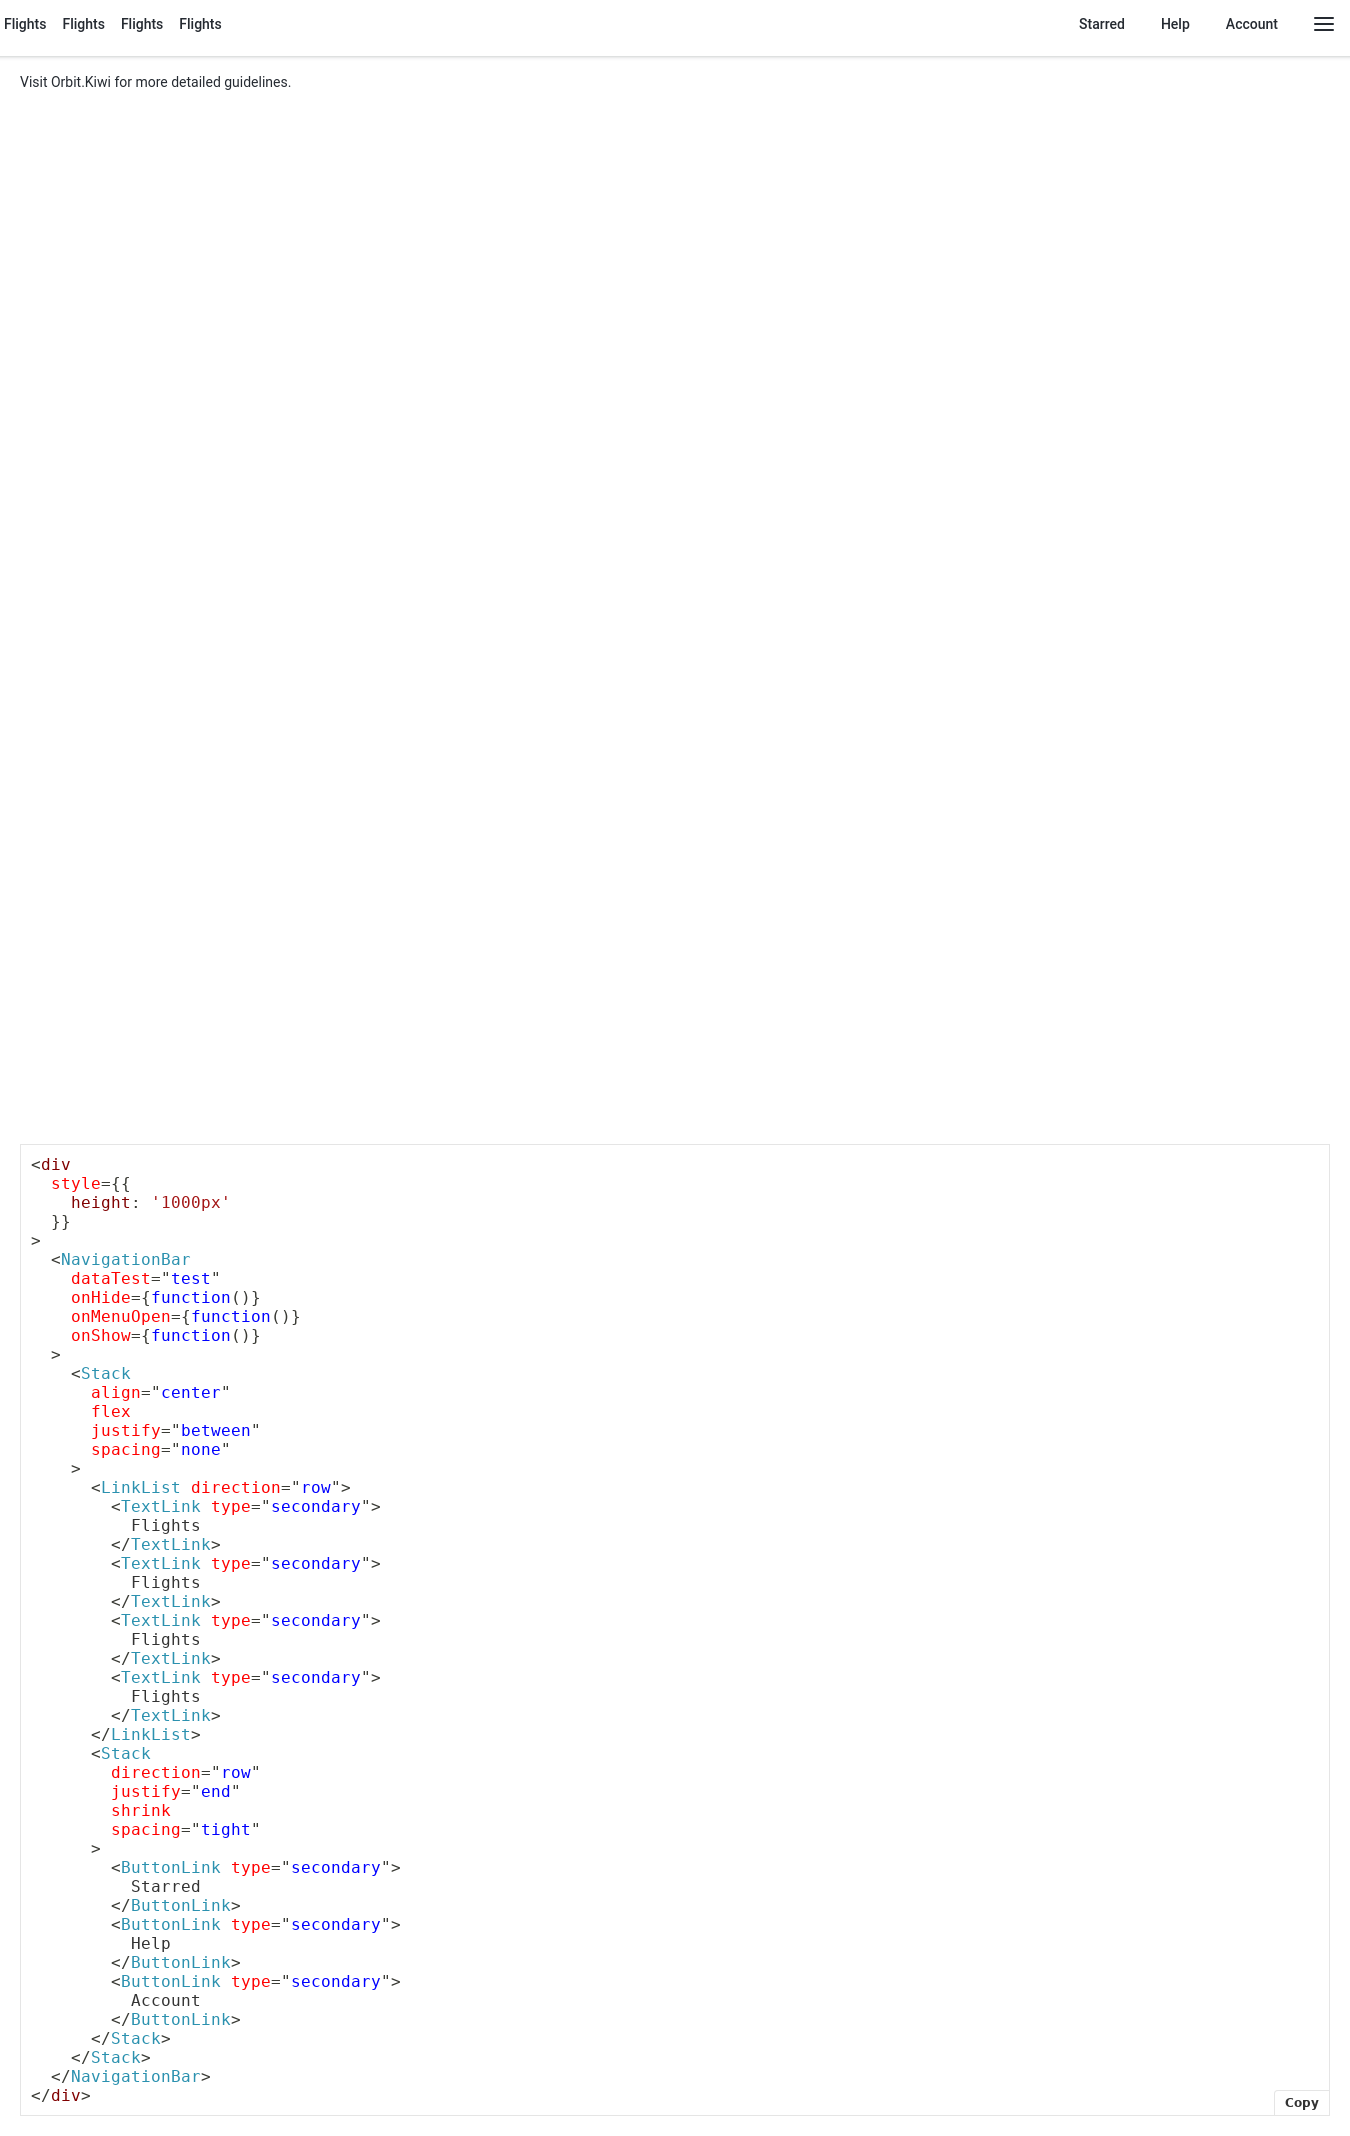 Flights Flights Flights Flights Starred Help Account
Visit Orbit.Kiwi for more detailed guidelines.
<div
  style={{
    height: '1000px'
  }}
>
  <NavigationBar
    dataTest="test"
    onHide={function()}
    onMenuOpen={function()}
    onShow={function()}
  >
    <Stack
      align="center"
      flex
      justify="between"
      spacing="none"
    >
      <LinkList direction="row">
        <TextLink type="secondary">
          Flights
        </TextLink>
        <TextLink type="secondary">
          Flights
        </TextLink>
        <TextLink type="secondary">
          Flights
        </TextLink>
        <TextLink type="secondary">
          Flights
        </TextLink>
      </LinkList>
      <Stack
        direction="row"
        justify="end"
        shrink
        spacing="tight"
      >
        <ButtonLink type="secondary">
          Starred
        </ButtonLink>
        <ButtonLink type="secondary">
          Help
        </ButtonLink>
        <ButtonLink type="secondary">
          Account
        </ButtonLink>
      </Stack>
    </Stack>
  </NavigationBar>
</div>
Copy